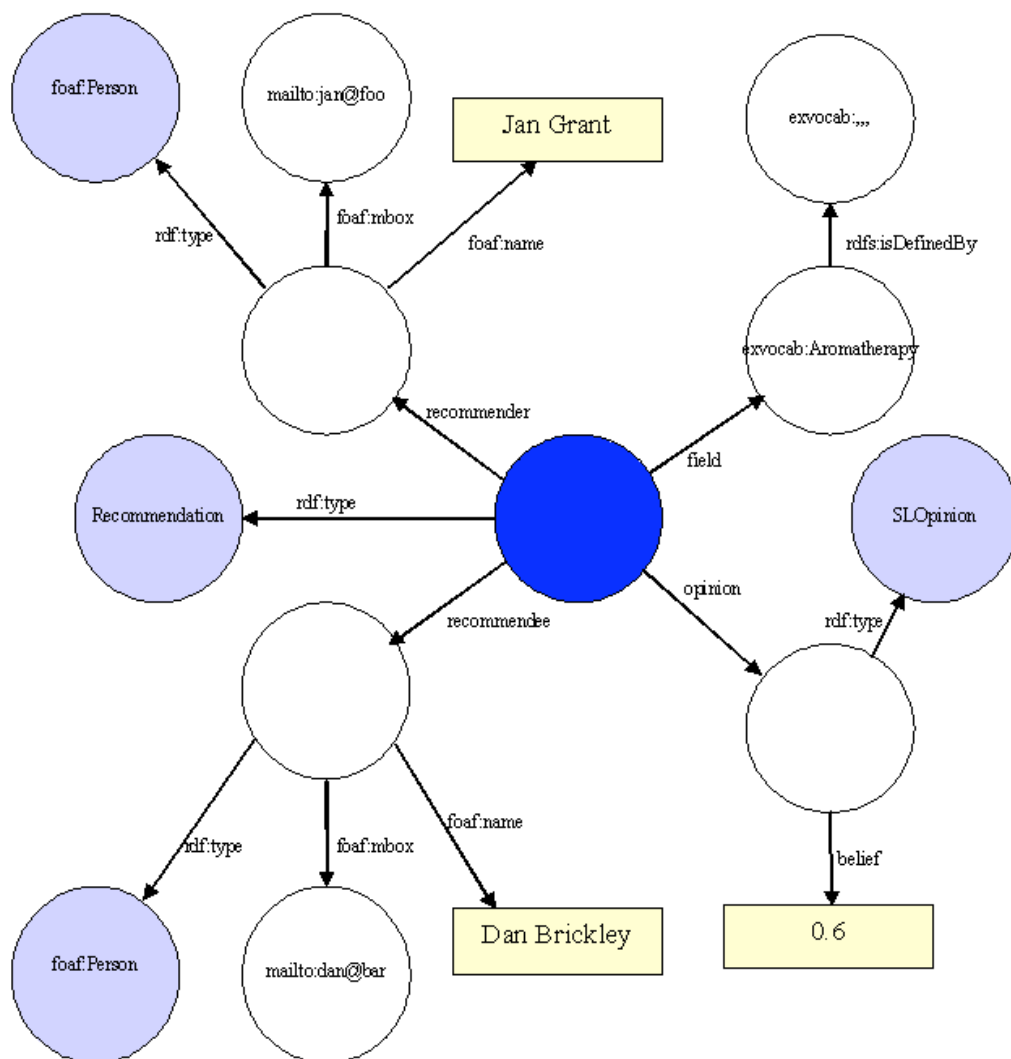 foaf:Person
mailto:jan@foo
Jan Grant
exvocab:,,,
rdf:type
foaf:mbox
foaf:name
rdfs:isDefinedBy
exvocab:Aromatherapy
recommender
field
Recommendation
rdf:type
SLOpinion
opinion
recommendee
rdf:type
foaf:name
rdf:type
foaf:mbox
belief
Dan Brickley
0.6
foaf:Person
mailto:dan@bar